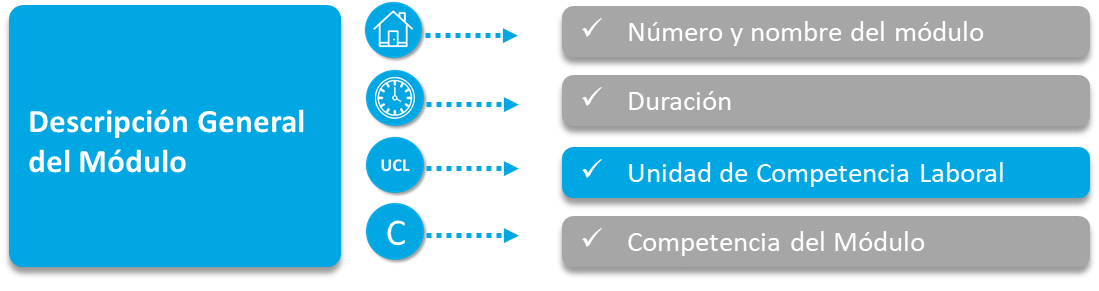 Descripción General
del Módulo
✓ Número y nombre del módulo
✓ Duración
UCL
✓ Unidad de Competencia Laboral
C
✓ Competencia del Módulo